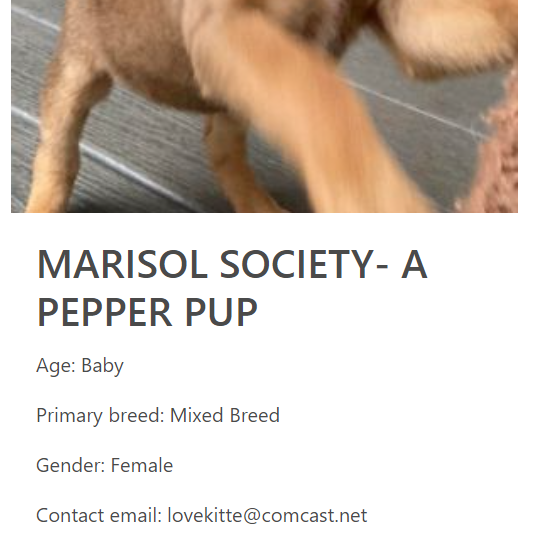 MARISOL SOCIETY- A
PEPPER PUP
Age: Baby
Primary breed: Mixed Breed
Gender: Female
Contact email: lovekitte@comcast.net